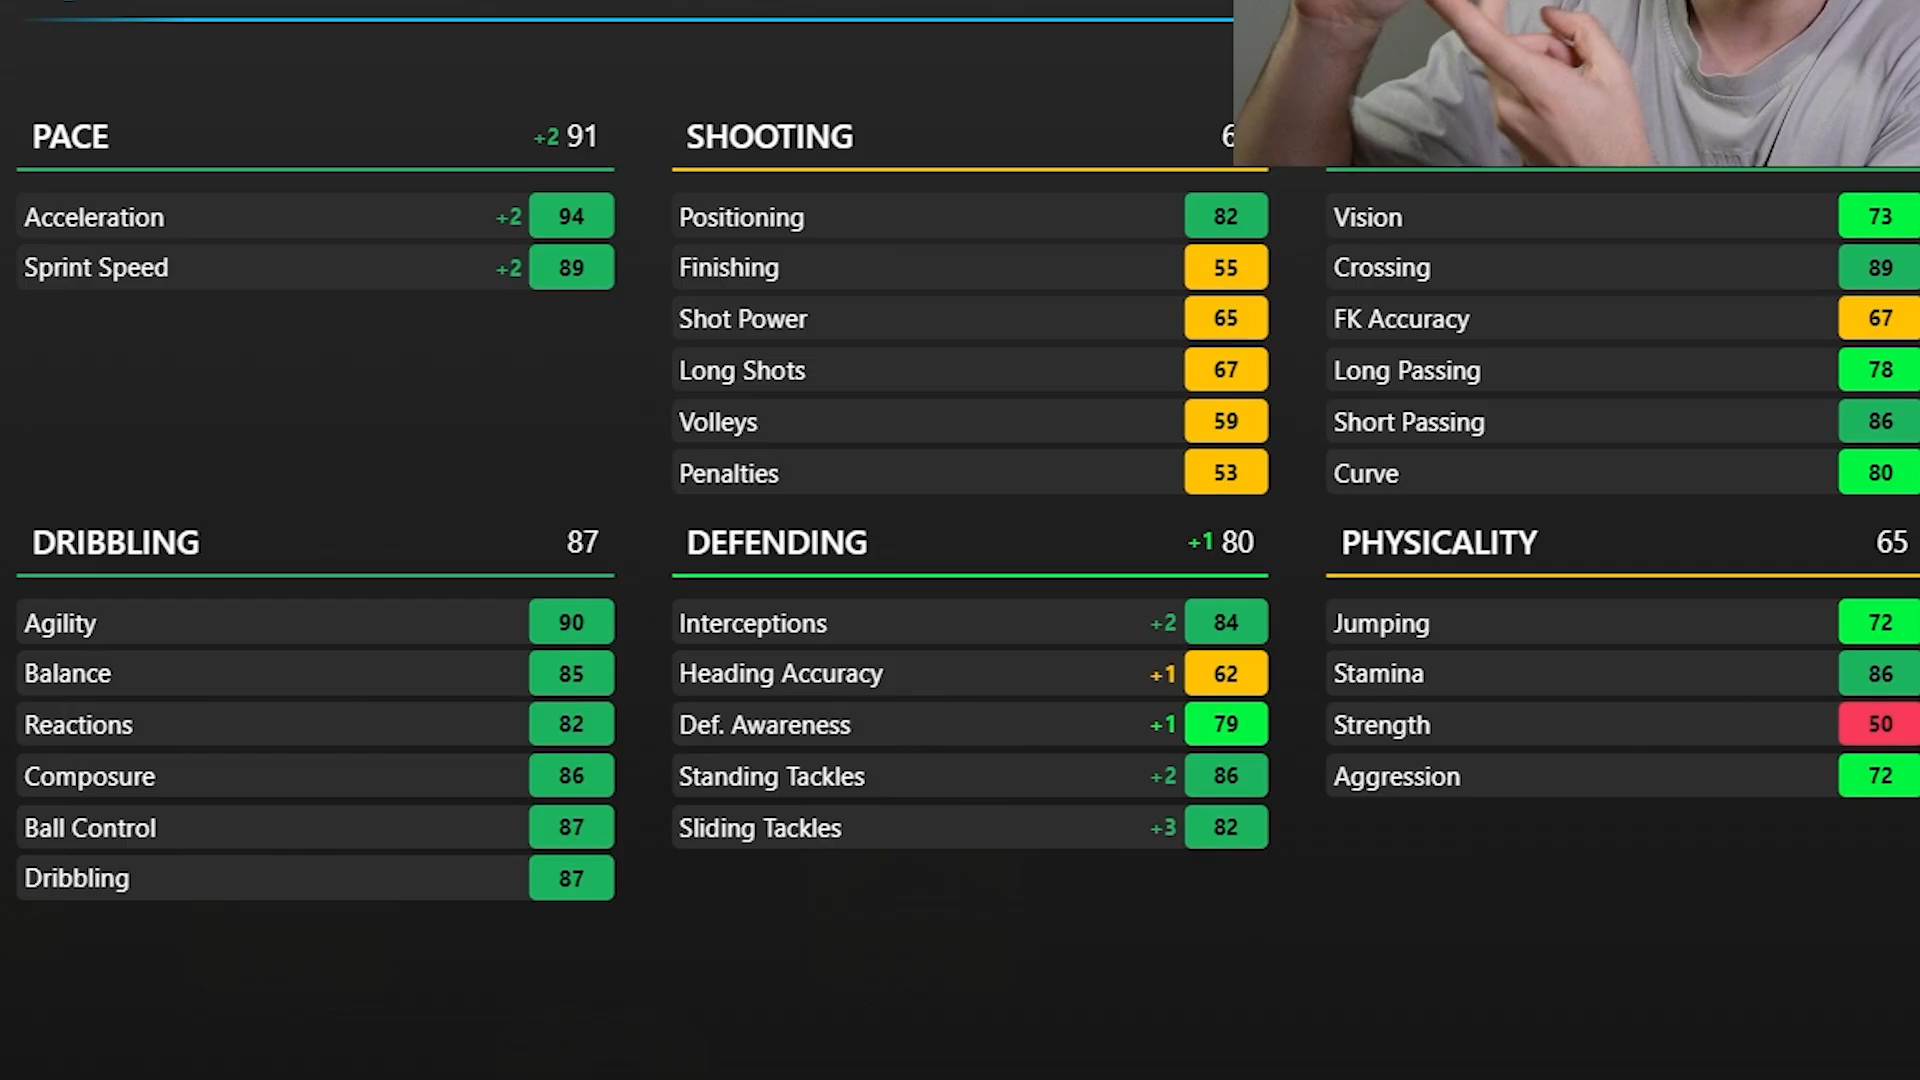 PACE +2 91
Acceleration +2 94
Sprint Speed +2 89
SHOOTING
Positioning 82
Finishing 55
Shot Power 65
Long Shots 67
Volleys 59
Penalties 53
Vision 73
Crossing 89
FK Accuracy 67
Long Passing 78
Short Passing 86
Curve 80
DRIBBLING 87
Agility 90
Balance 85
Reactions 82
Composure 86
Ball Control 87
Dribbling 87
DEFENDING +1 80
Interceptions +2 84
Heading Accuracy +1 62
Def. Awareness +1 79
Standing Tackles +2 86
Sliding Tackles +3 82
PHYSICALITY 65
Jumping 72
Stamina 86
Strength 50
Aggression 72